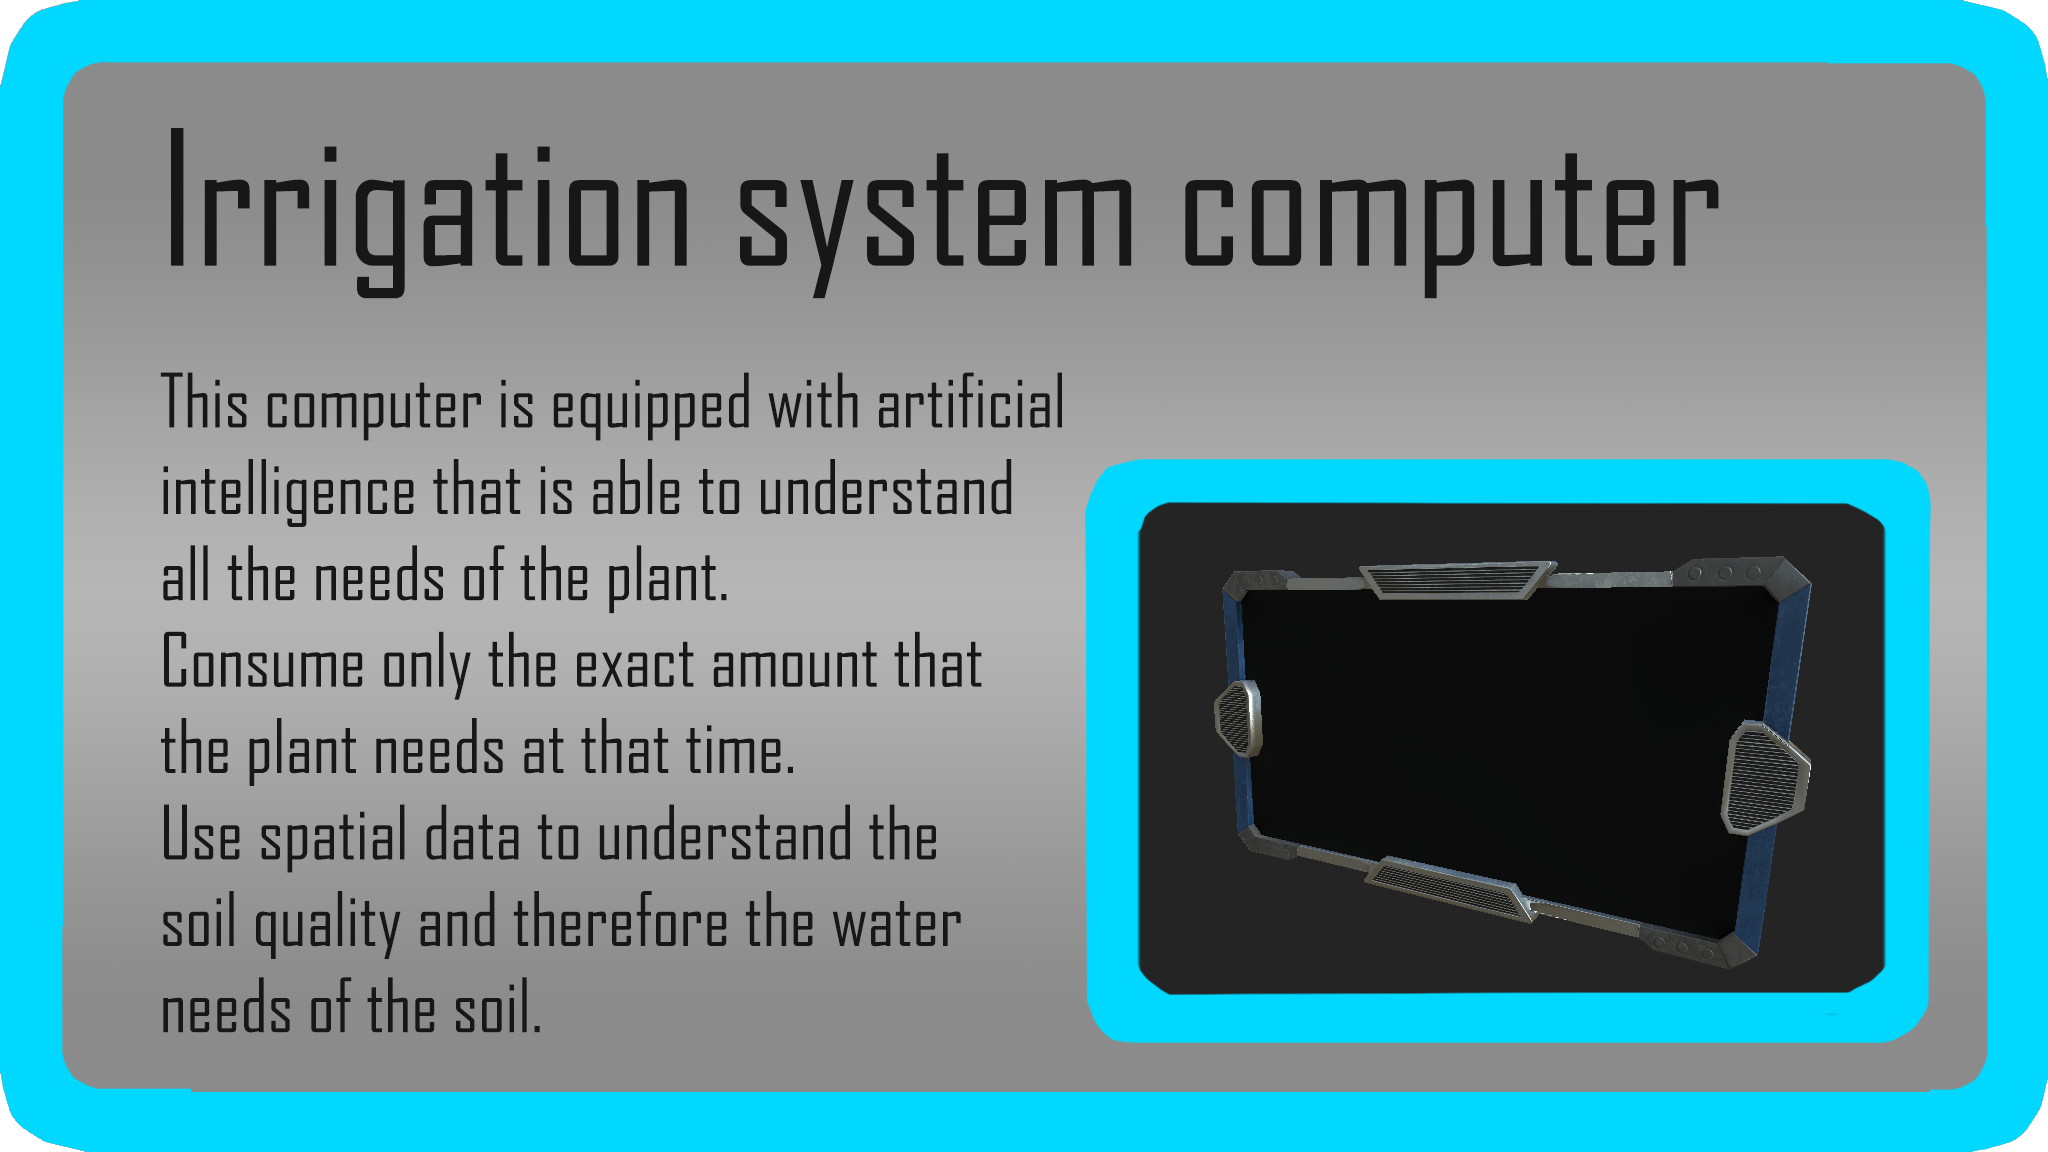 Irrigation system computer
This computer is equipped with artificial
intelligence that is able to understand
all the needs of the plant.
Consume only the exact amount that
the plant needs at that time.
Use spatial data to understand the
soil quality and therefore the water
needs of the soil.